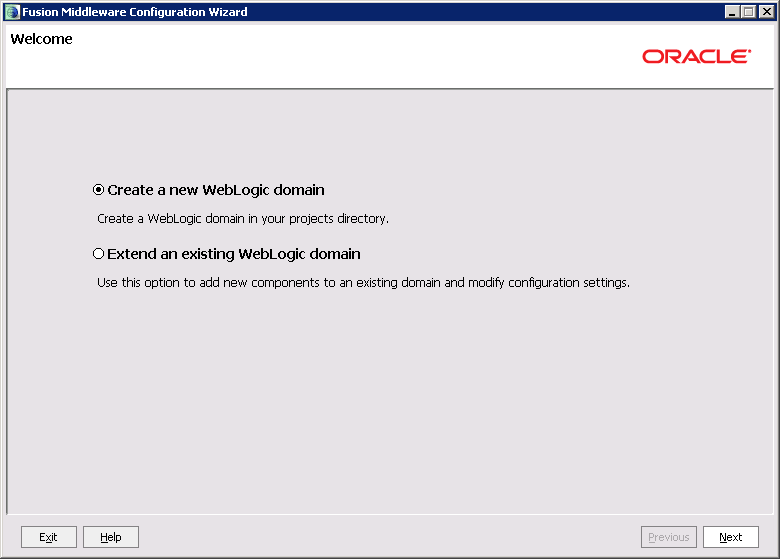 Fusion Middleware Configuration Wizard
Welcome
ORACLE
Create a new WebLogic domain
Create a WebLogic domain in your projects directory.
Extend an existing WebLogic domain
Use this option to add new components to an existing domain and modify configuration settings.
Exit Help Previous Next